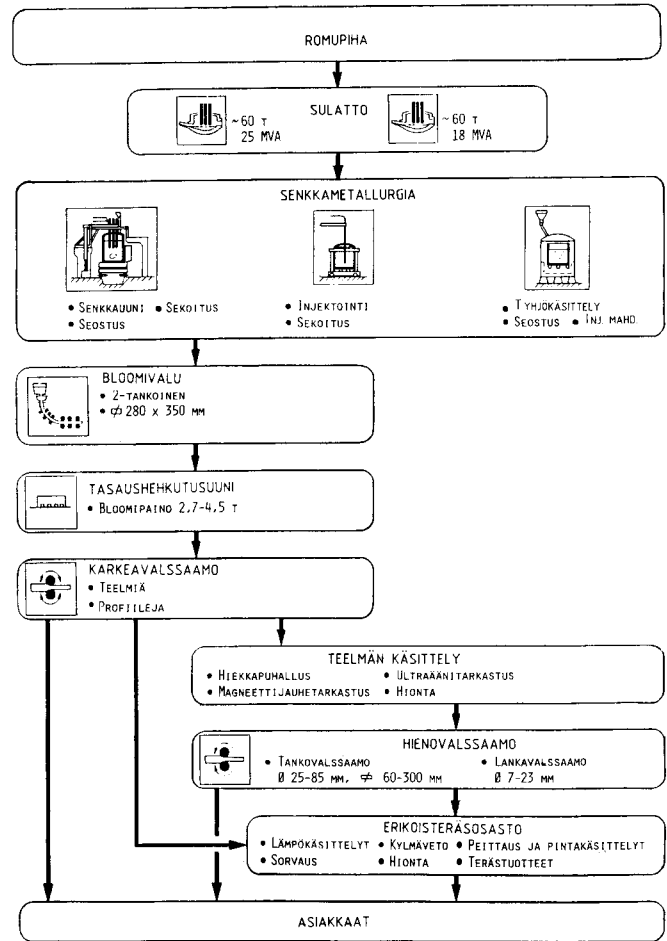 ROMUPIHA
SULATTO
~60 T
25 MVA
~60 T
18 MVA
SENKKAMETALLURGIA
• SENKKAUUNI • SEKOITUS
• SEOSTUS
• INJEKTOINTI
• SEKOITUS
• TYHJÖKÄSITTELY
• SEOSTUS • INJ. MAHD.
BLOOMIVALU
• 2-TANKOINEN
• ⌿ 280 x 350 MM
TASAUSHEHKUTUSUUNI
• BLOOMIPAINO 2,7-4,5 T
KARKEAVALSSAAMO
• TEELMIÄ
• PROFIILEJA
TEELMÄN KÄSITTELY
• HIEKKAPUHALLUS • ULTRAÄÄNITARKASTUS
• MAGNEETTIJAUHETARKASTUS • HIONTA
HIENOVALSSAAMO
• TANKOVALSSAAMO • LANKAVALSSAAMO
Ø 25-85 MM, ⌿ 60-300 MM Ø 7-23 MM
ERIKOISTERÄSOSASTO
• LÄMPÖKÄSITTELYT • KYLMÄVETO • PEITTAUS JA PINTAKÄSITTELYT
• SORVAUS • HIONTA • TERÄSTUOTTEET
ASIAKKAAT